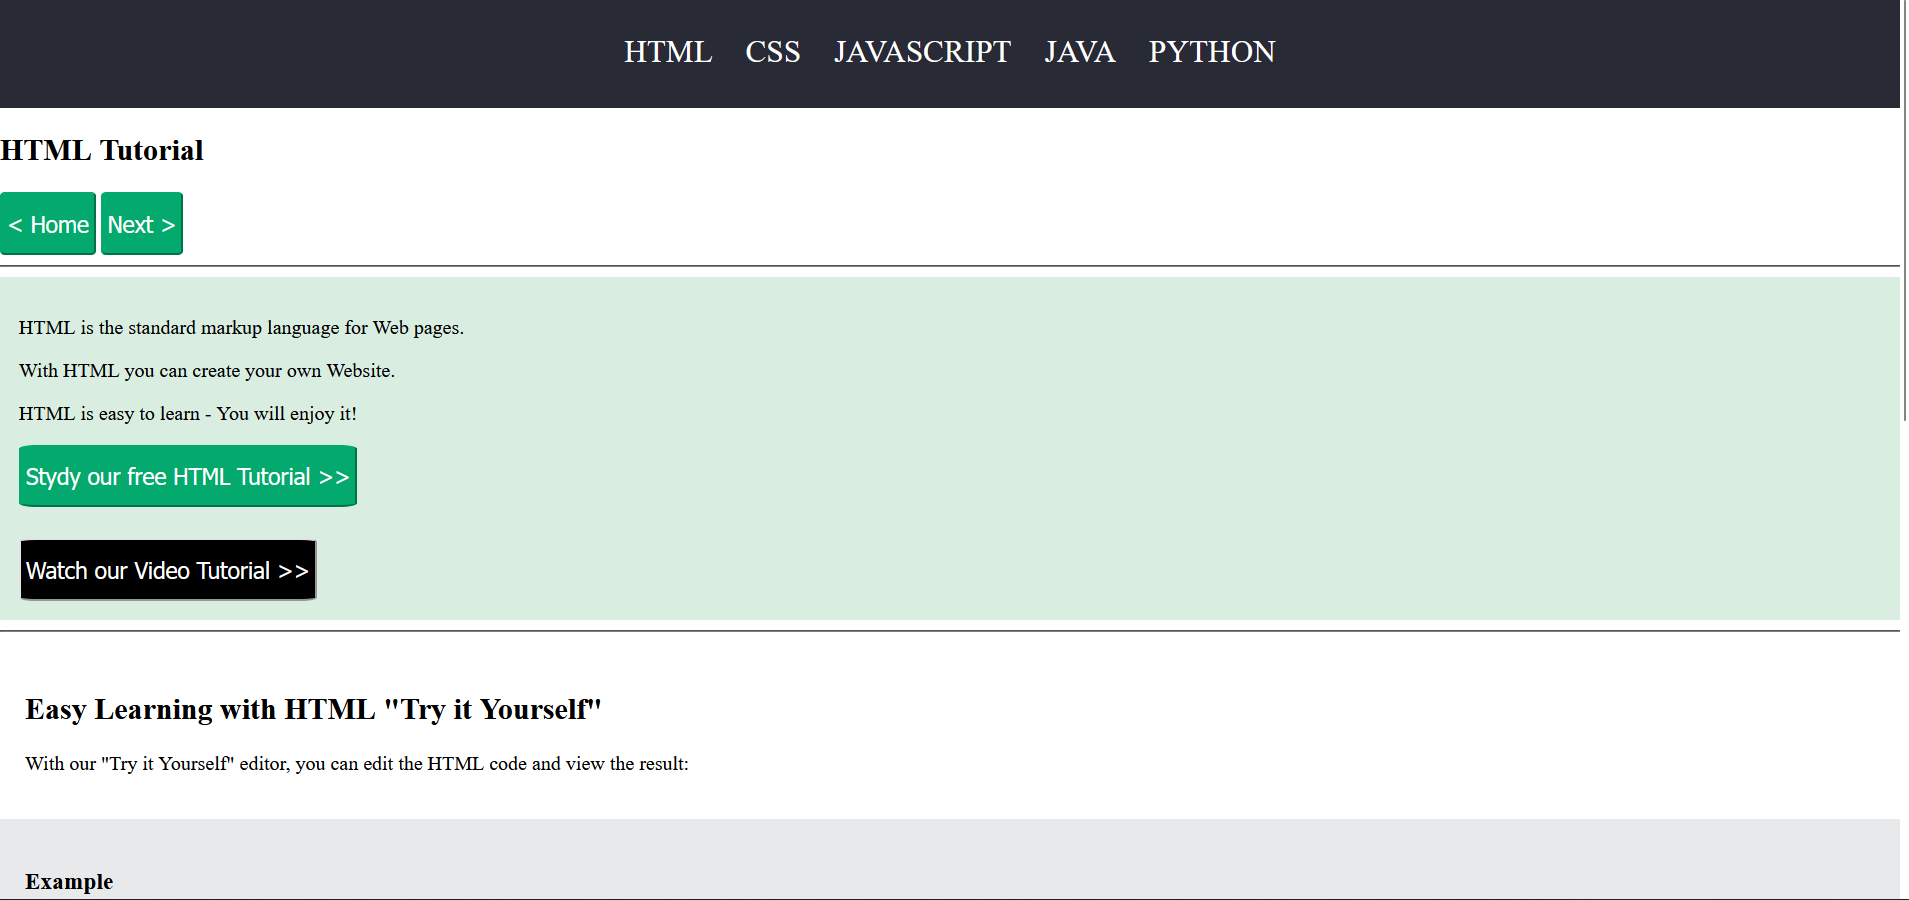 HTML CSS JAVASCRIPT JAVA PYTHON
HTML Tutorial
< Home Next >
HTML is the standard markup language for Web pages.
With HTML you can create your own Website.
HTML is easy to learn - You will enjoy it!
Stydy our free HTML Tutorial >>
Watch our Video Tutorial >>
Easy Learning with HTML "Try it Yourself"
With our "Try it Yourself" editor, you can edit the HTML code and view the result:
Example